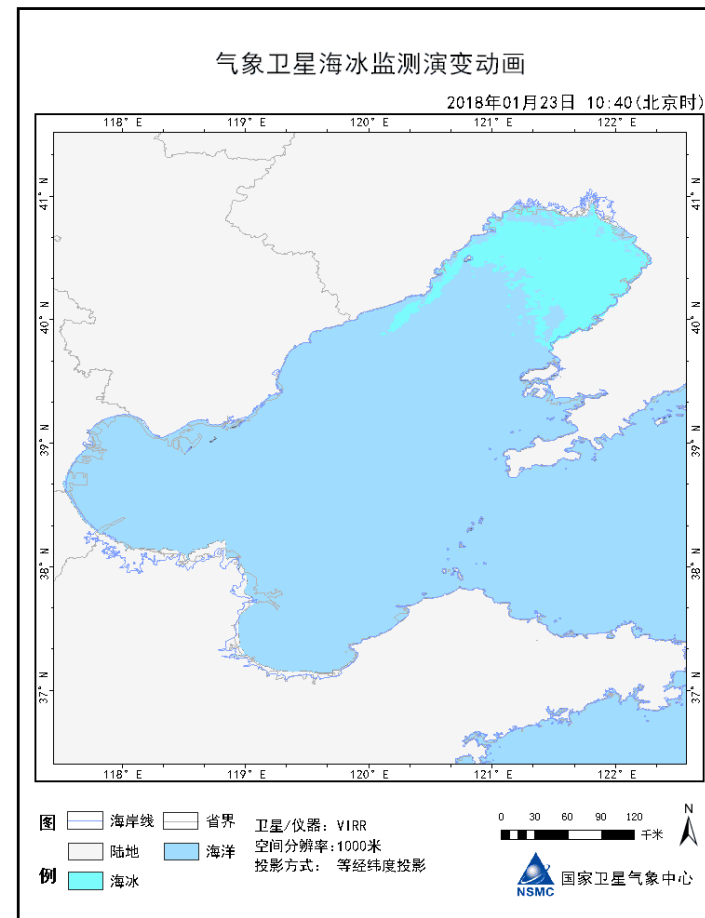 气象卫星海冰监测演变动画
2018年01月23日 10:40(北京时)
118° E 119° E 120° E 121° E 122° E
41° N 41° N
40° N 40° N
39° N 39° N
38° N 38° N
37° N 37° N
118° E 119° E 120° E 121° E 122° E
图例
海岸线 省界
陆地 海洋
海冰
卫星/仪器: VIRR
空间分辨率:1000米
投影方式: 等经纬度投影
0 30 60 90 120
千米
N
NSMC
国家卫星气象中心